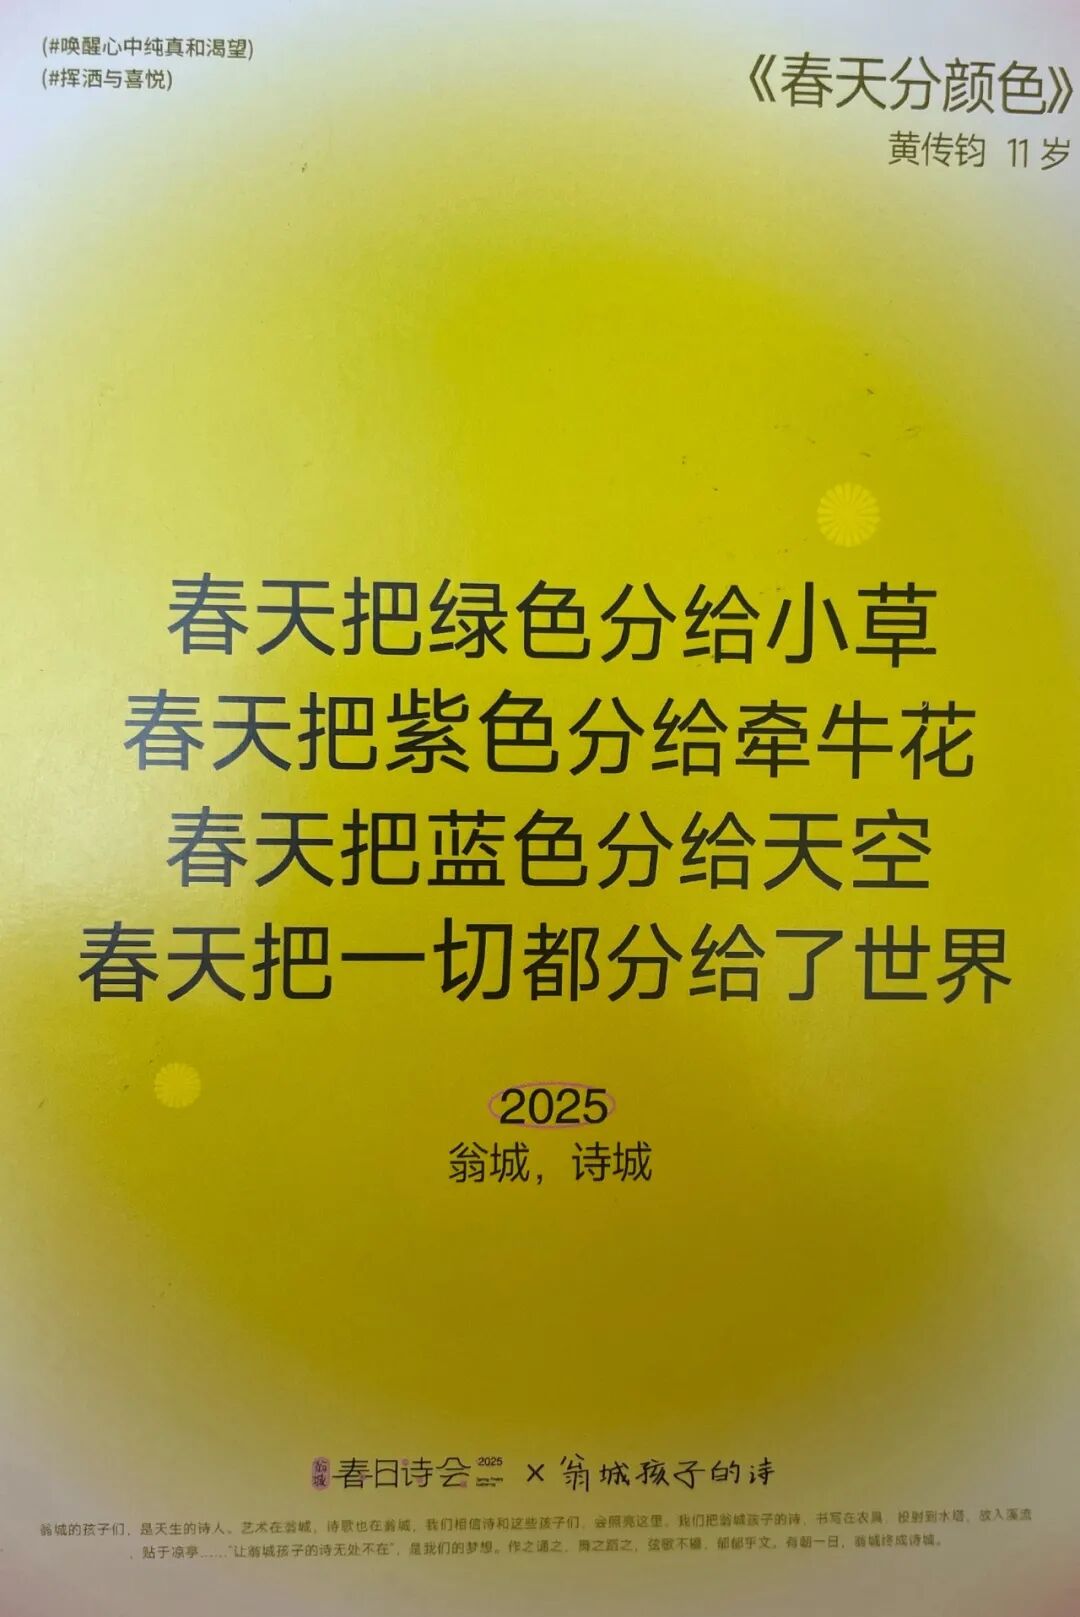 (#唤醒心中纯真和渴望)
(#挥洒与喜悦)
《春天分颜色》
黄传钧 11 岁
春天把绿色分给小草
春天把紫色分给牵牛花
春天把蓝色分给天空
春天把一切都分给了世界
2025
翁城，诗城
翁城 春日诗会 2025 × 翁城孩子的诗
翁城的孩子们，是天生的诗人。艺术在翁城，诗歌也在翁城，我们相信诗和这些孩子们，会照亮这里。我们把翁城孩子的诗，书写在农具，投射到水塔，放入溪流
、贴于凉亭……“让翁城孩子的诗无处不在”，是我们的梦想。作之诵之，舞之蹈之，弦歌不辍，郁郁乎文。有朝一日，翁城终成诗城。